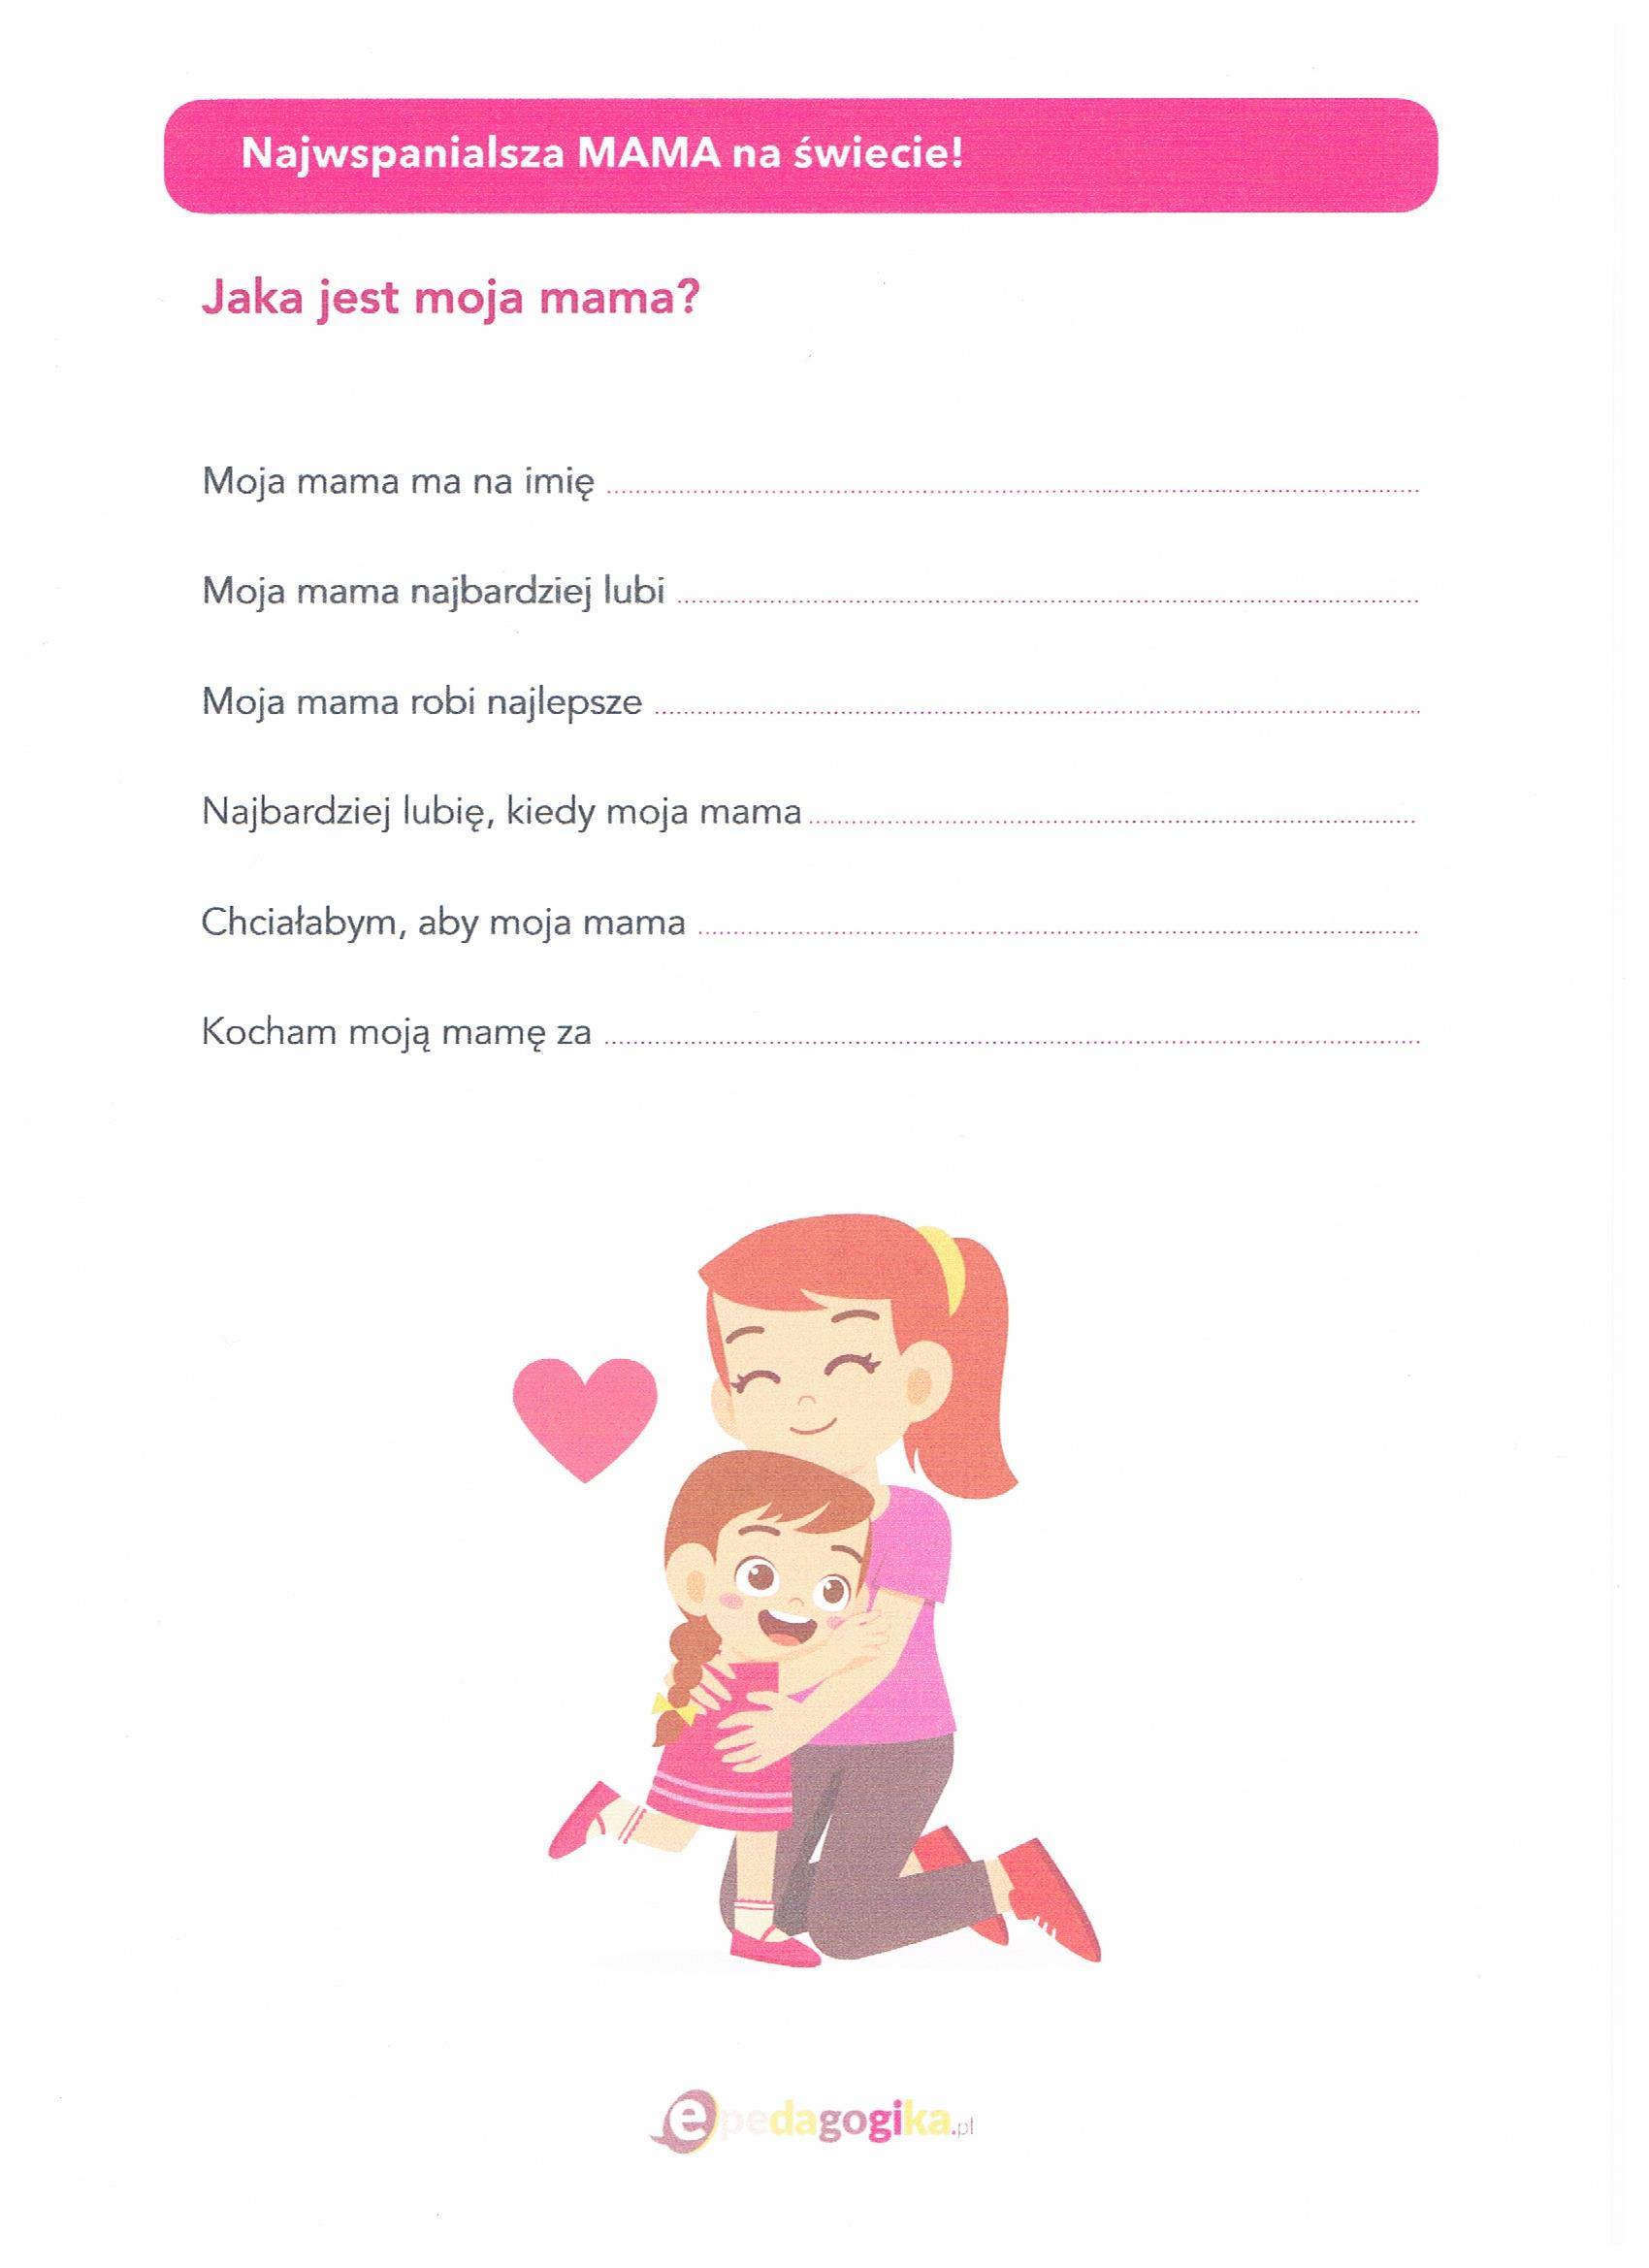 Najwspanialsza MAMA na świecie!
Jaka jest moja mama?
Moja mama ma na imię
Moja mama najbardziej lubi
Moja mama robi najlepsze
Najbardziej lubię, kiedy moja mama
Chciałabym, aby moja mama
Kocham moją mamę za
epedagogika.pl